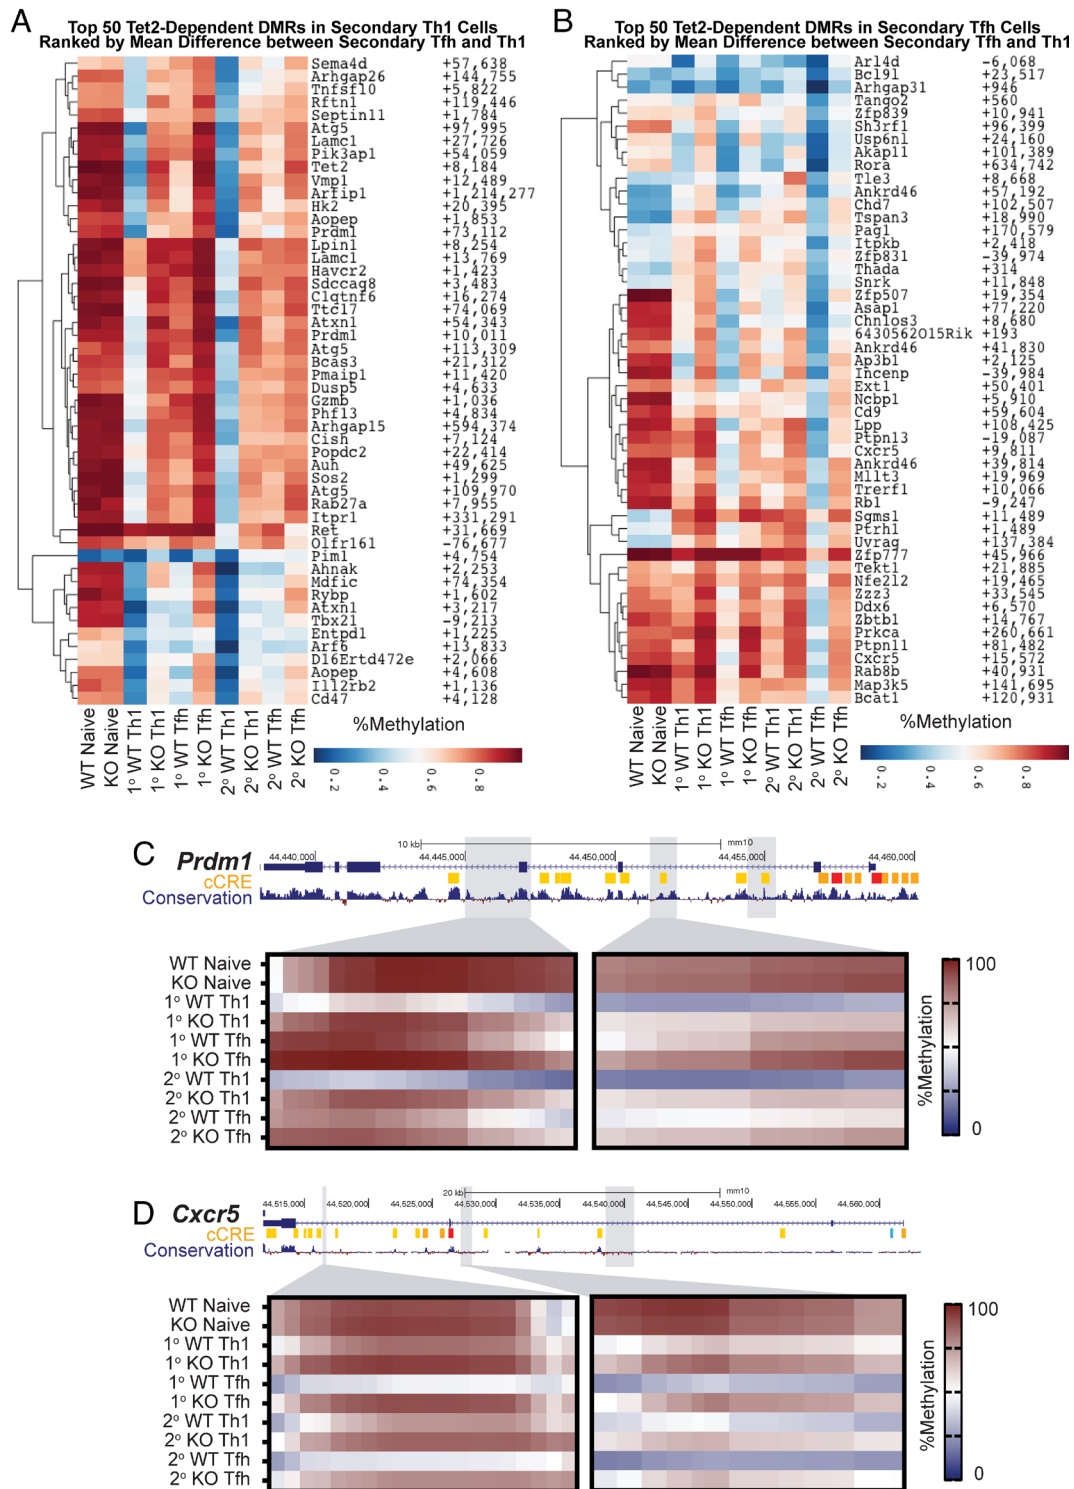 A
Top 50 Tet2-Dependent DMRs in Secondary Th1 Cells
Ranked by Mean Difference between Secondary Tfh and Th1
Sema4d +57,638
Arhgap26 +144,755
Tnfsf10 +5,822
Rftn1 +119,446
Septin11 +1,784
Atg5 +97,995
Lamc1 +27,726
Pik3ap1 +54,059
Tet2 +8,184
Vmp1 +12,489
Arfip1 +1,214,277
Hk2 +20,395
Aopep +1,853
Prdm1 +73,112
Lpin1 +8,254
Lamc1 +13,769
Havcr2 +1,423
Sdccag8 +3,483
C1qtnf6 +16,274
Ttc17 +74,069
Atxn1 +54,343
Prdm1 +10,011
Atg5 +113,309
Bcas3 +21,312
Pmaip1 +11,420
Dusp5 +4,633
Gzmb +1,036
Phf13 +4,834
Arhgap15 +594,374
Cish +7,124
Popdc2 +22,414
Auh +49,625
Sos2 +1,299
Atg5 +109,970
Rab27a +7,955
Itpr1 +331,291
Ret +31,669
Olfr161 -76,677
Pim1 +4,754
Ahnak +2,253
Mdfic +74,354
Rybp +1,602
Atxn1 +3,217
Tbx21 -9,213
Entpd1 +1,225
Arf6 +13,833
D16Ertd472e +2,066
Aopep +4,608
Il12rb2 +1,136
Cd47 +4,128
WT Naive
KO Naive
1° WT Th1
1° KO Th1
1° WT Tfh
1° KO Tfh
2° WT Th1
2° KO Th1
2° WT Tfh
2° KO Tfh
%Methylation
.2 .4 .6 .8
B
Top 50 Tet2-Dependent DMRs in Secondary Tfh Cells
Ranked by Mean Difference between Secondary Tfh and Th1
Arl4d -6,068
Bcl9l +23,517
Arhgap31 +946
Tango2 +560
Zfp839 +10,941
Sh3rf1 +96,399
Usp6nl +24,160
Akap11 +101,389
Rora +634,742
Tle3 +8,668
Ankrd46 +57,192
Chd7 +102,507
Tspan3 +18,990
Pag1 +170,579
Itpkb +2,418
Zfp831 -39,974
Thada +314
Snrk +11,848
Zfp507 +19,354
Asap1 +77,220
Chn1os3 +8,680
6430562O15Rik +193
Ankrd46 +41,830
Ap3b1 +2,125
Incenp -39,984
Ext1 +50,401
Ncbp1 +5,910
Cd9 +59,604
Lpp +108,425
Ptpn13 -19,087
Cxcr5 +9,811
Ankrd46 +39,814
Mllt3 +19,969
Trerf1 +10,066
Rb1 -9,247
Sgms1 +11,489
Ptrh1 +1,489
Uvrag +137,384
Zfp777 +45,966
Tekt1 +21,885
Nfe2l2 +19,465
Zzz3 +33,545
Ddx6 +6,570
Zbtb1 +14,767
Prkca +260,661
Ptpn11 +81,482
Cxcr5 +15,572
Rab8b +40,931
Map3k5 +141,695
Bcat1 +120,931
WT Naive
KO Naive
1° WT Th1
1° KO Th1
1° WT Tfh
1° KO Tfh
2° WT Th1
2° KO Th1
2° WT Tfh
2° KO Tfh
%Methylation
.2 .4 .6 .8
C
10 kb mm10
Prdm1 44,440,000 44,445,000 44,450,000 44,455,000 44,460,000
cCRE
Conservation
WT Naive
KO Naive
1° WT Th1
1° KO Th1
1° WT Tfh
1° KO Tfh
2° WT Th1
2° KO Th1
2° WT Tfh
2° KO Tfh
100
%Methylation
0
D
20 kb mm10
Cxcr5 44,515,000 44,520,000 44,525,000 44,530,000 44,535,000 44,540,000 44,545,000 44,550,000 44,555,000 44,560,000
cCRE
Conservation
WT Naive
KO Naive
1° WT Th1
1° KO Th1
1° WT Tfh
1° KO Tfh
2° WT Th1
2° KO Th1
2° WT Tfh
2° KO Tfh
100
%Methylation
0